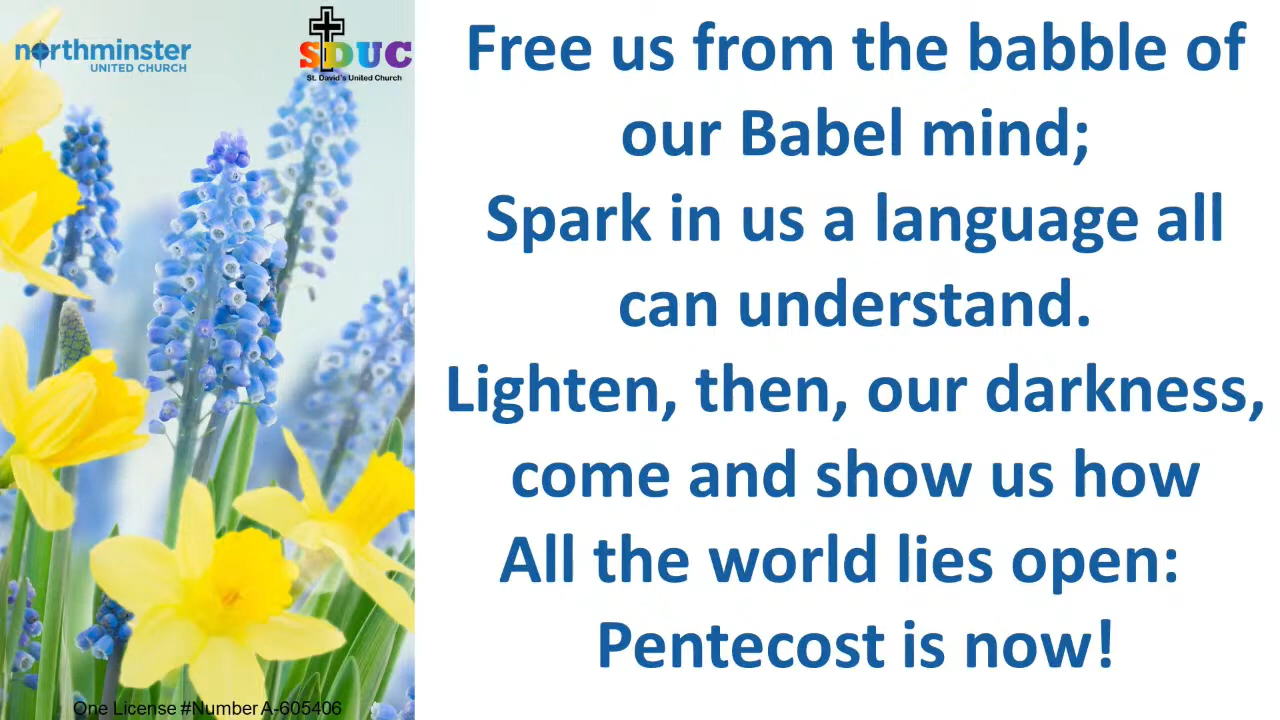 northminster
UNITED CHURCH
SDUC
St. David's United Church
Free us from the babble of
our Babel mind;
Spark in us a language all
can understand.
Lighten, then, our darkness,
come and show us how
All the world lies open:
Pentecost is now!
One License #Number A-605406